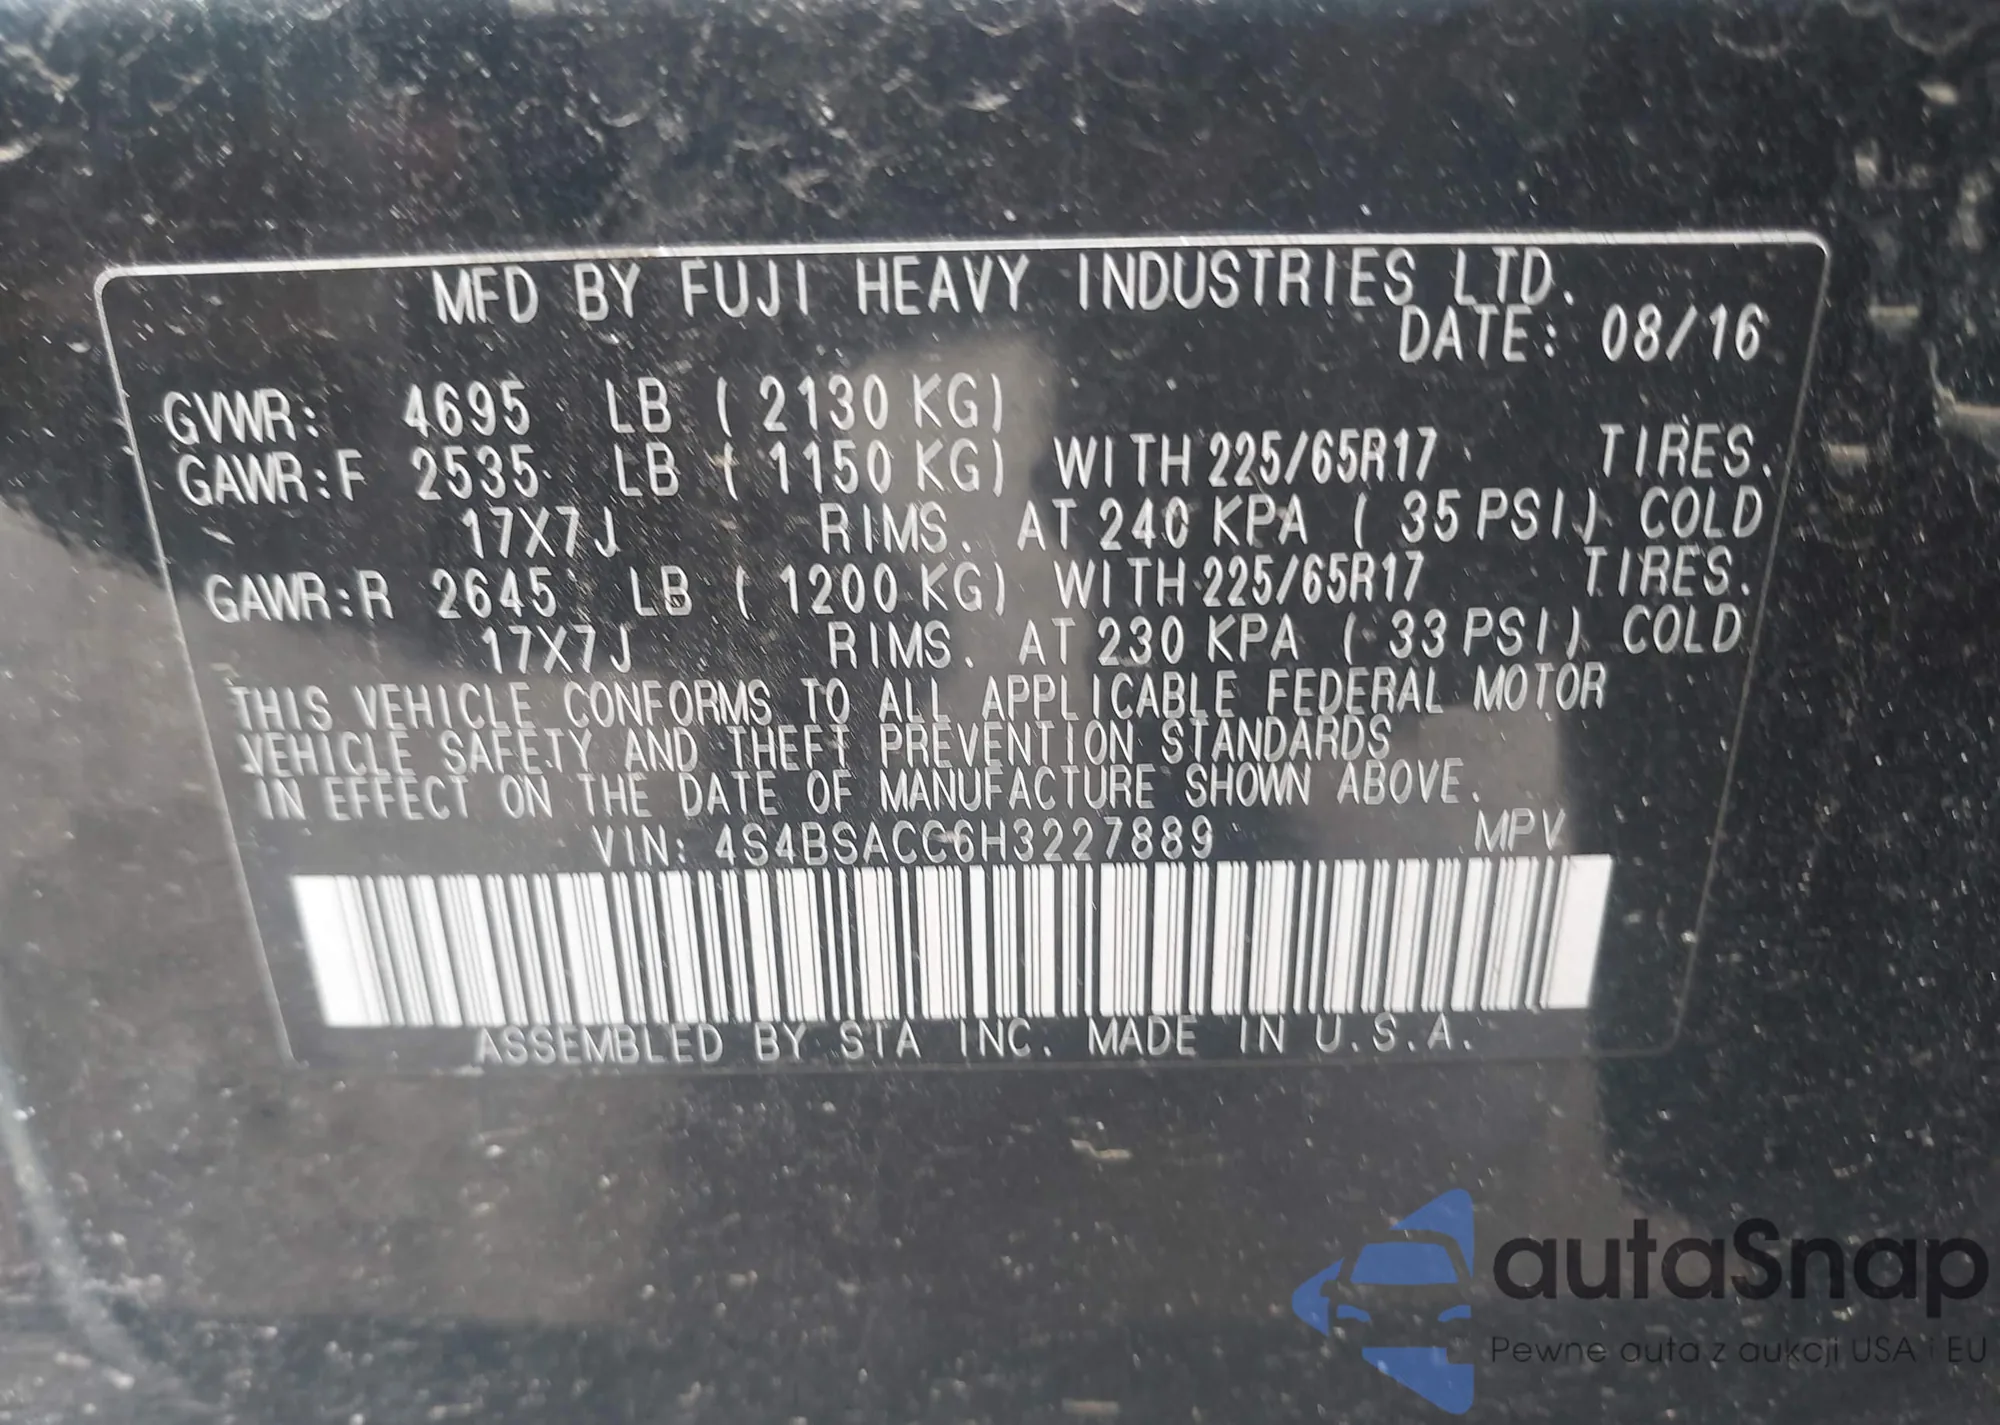 MFD BY FUJI HEAVY INDUSTRIES LTD.
DATE: 08/16
GVWR: 4695 LB ( 2130 KG)
GAWR:F 2535 LB ( 1150 KG) WITH 225/65R17 TIRES.
17X7J RIMS. AT 240 KPA ( 35 PSI) COLD
GAWR:R 2645 LB ( 1200 KG) WITH 225/65R17 TIRES.
17X7J RIMS. AT 230 KPA ( 33 PSI) COLD
THIS VEHICLE CONFORMS TO ALL APPLICABLE FEDERAL MOTOR
VEHICLE SAFETY AND THEFT PREVENTION STANDARDS
IN EFFECT ON THE DATE OF MANUFACTURE SHOWN ABOVE.
VIN: 4S4BSACC6H3227889 MPV
ASSEMBLED BY SIA INC. MADE IN U.S.A.
autaSnap
Pewne auta z aukcji USA i EU